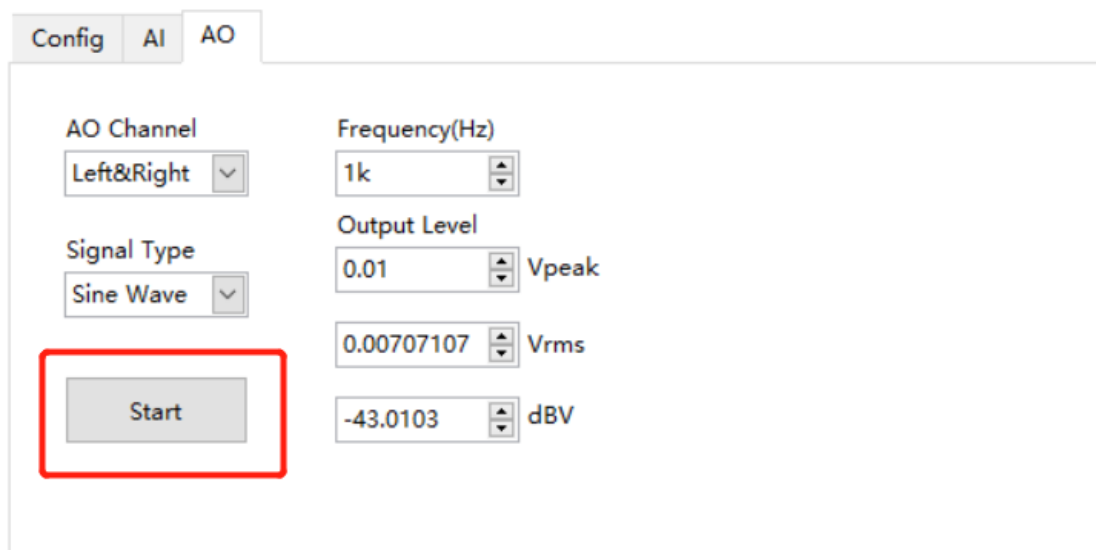 Config AI AO
AO Channel
Left&Right
Signal Type
Sine Wave
Start
Frequency(Hz)
1k
Output Level
0.01 Vpeak
0.00707107 Vrms
-43.0103 dBV